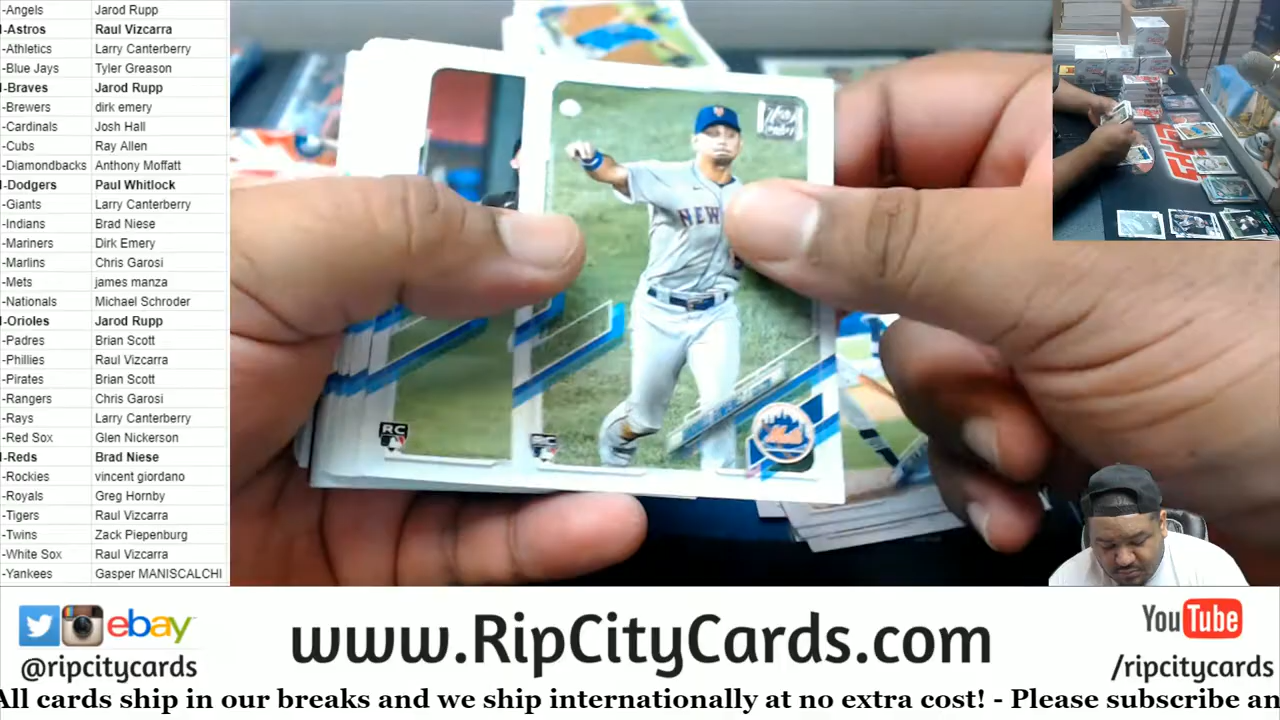 -Angels Jarod Rupp
-Astros Raul Vizcarra
-Athletics Larry Canterberry
-Blue Jays Tyler Greason
-Braves Jarod Rupp
-Brewers dirk emery
-Cardinals Josh Hall
-Cubs Ray Allen
-Diamondbacks Anthony Moffatt
-Dodgers Paul Whitlock
-Giants Larry Canterberry
-Indians Brad Niese
-Mariners Dirk Emery
-Marlins Chris Garosi
-Mets james manza
-Nationals Michael Schroder
-Orioles Jarod Rupp
-Padres Brian Scott
-Phillies Raul Vizcarra
-Pirates Brian Scott
-Rangers Chris Garosi
-Rays Larry Canterberry
-Red Sox Glen Nickerson
-Reds Brad Niese
-Rockies vincent giordano
-Royals Greg Hornby
-Tigers Raul Vizcarra
-Twins Zack Piepenburg
-White Sox Raul Vizcarra
-Yankees Gasper MANISCALCHI
NEW
RC
RC
Mets
ebay
@ripcitycards
www.RipCityCards.com
YouTube
/ripcitycards
All cards ship in our breaks and we ship internationally at no extra cost! - Please subscribe an